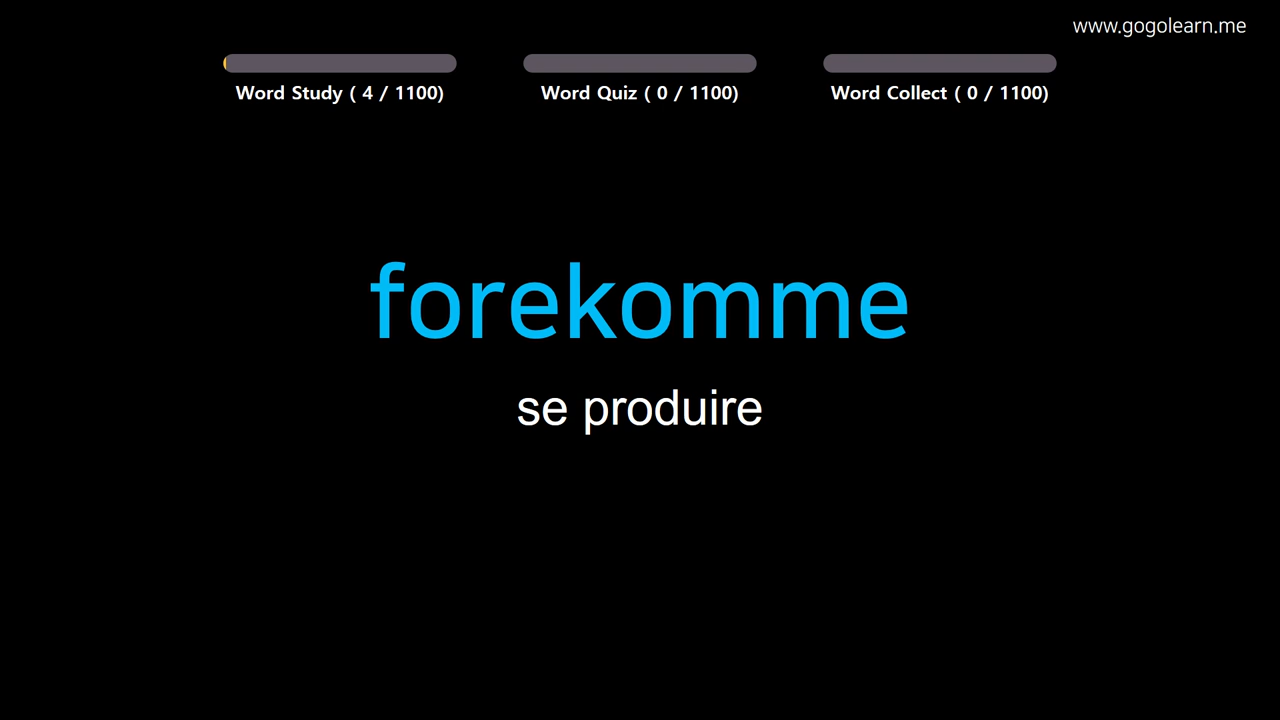 www.gogolearn.me
Word Study ( 4 / 1100)
Word Quiz ( 0 / 1100)
Word Collect ( 0 / 1100)
forekomme
se produire